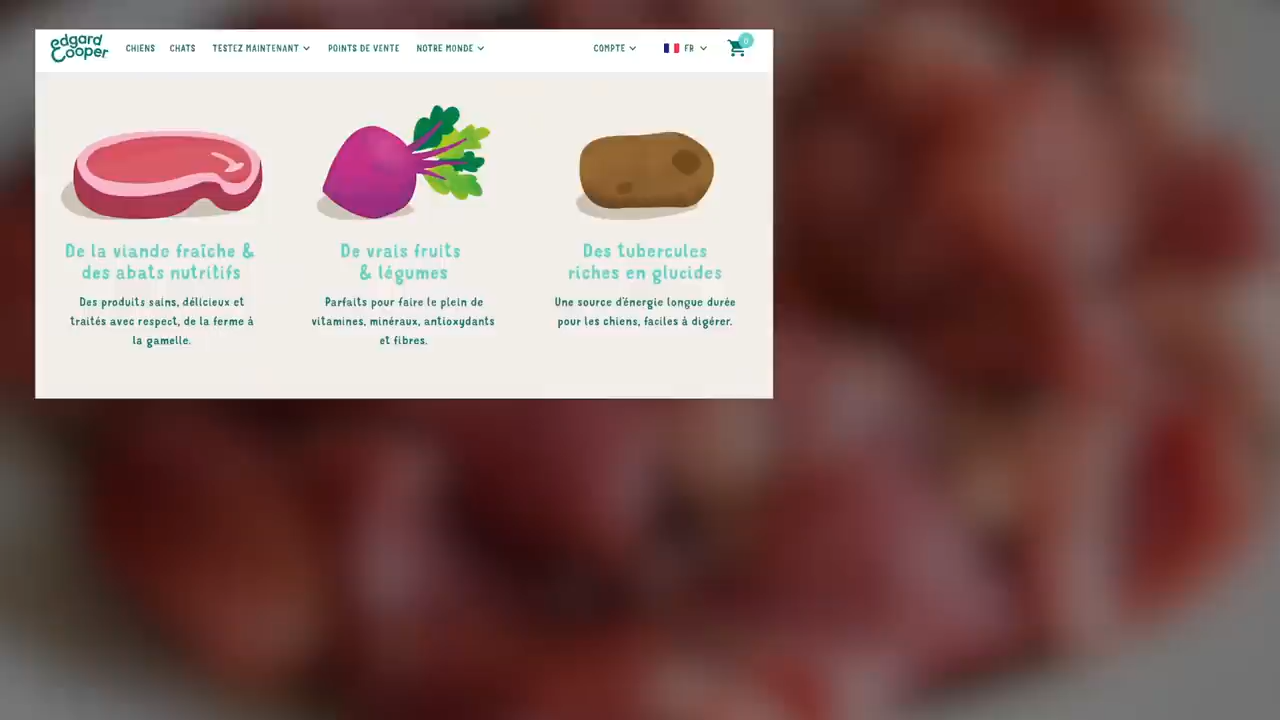 edgard
Cooper
CHIENS CHATS TESTEZ MAINTENANT POINTS DE VENTE NOTRE MONDE COMPTE FR 0
De la viande fraîche &
des abats nutritifs
Des produits sains, délicieux et
traités avec respect, de la ferme à
la gamelle.
De vrais fruits
& légumes
Parfaits pour faire le plein de
vitamines, minéraux, antioxydants
et fibres.
Des tubercules
riches en glucides
Une source d'énergie longue durée
pour les chiens, faciles à digérer.